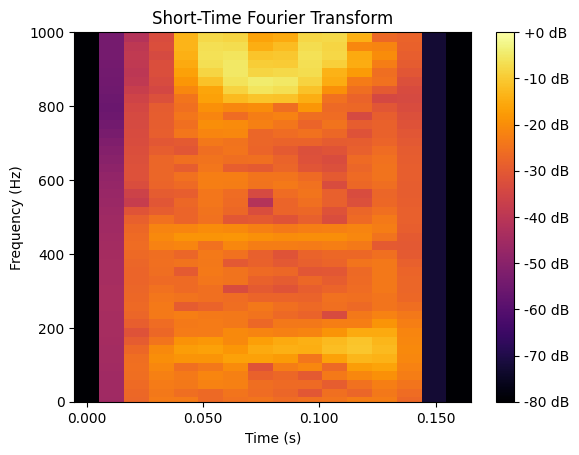 Short-Time Fourier Transform
1000
800
600
400
200
0
Frequency (Hz)
0.000
0.050
0.100
0.150
Time (s)
+0 dB
-10 dB
-20 dB
-30 dB
-40 dB
-50 dB
-60 dB
-70 dB
-80 dB